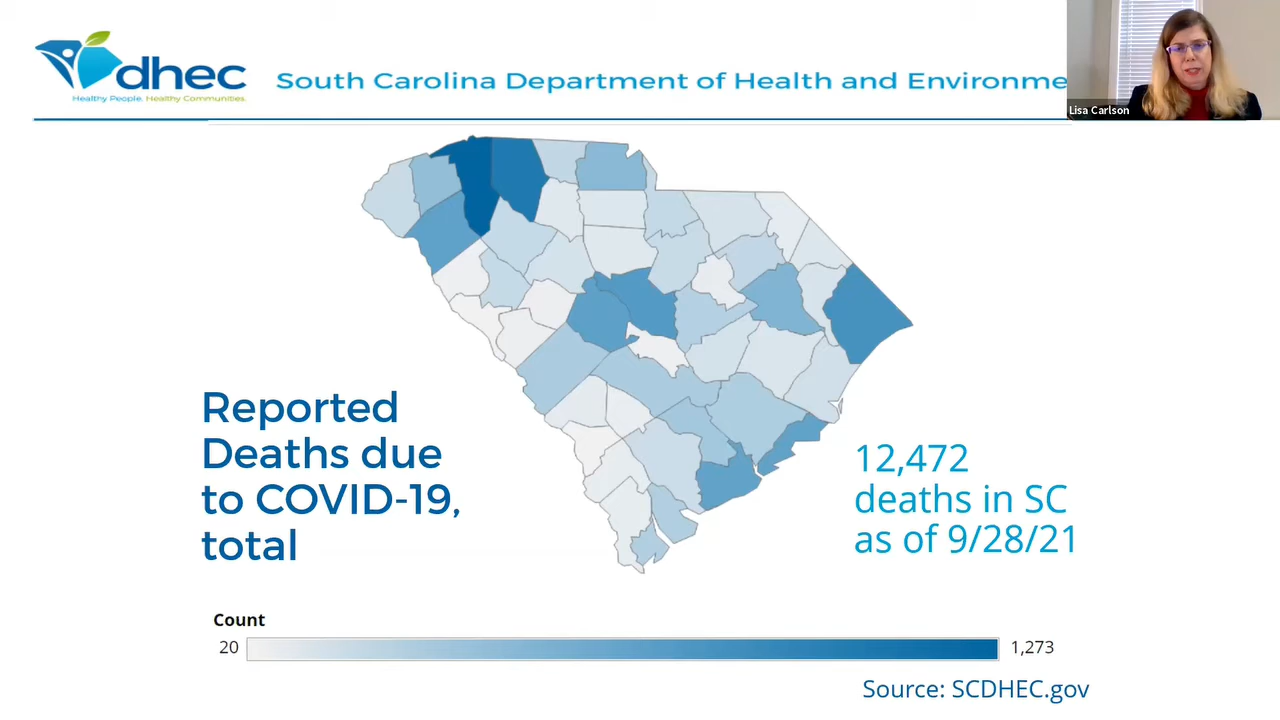 dhec
Healthy People. Healthy Communities.
South Carolina Department of Health and Environme
Lisa Carlson
Reported
Deaths due
to COVID-19,
total
12,472
deaths in SC
as of 9/28/21
Count
20
1,273
Source: SCDHEC.gov